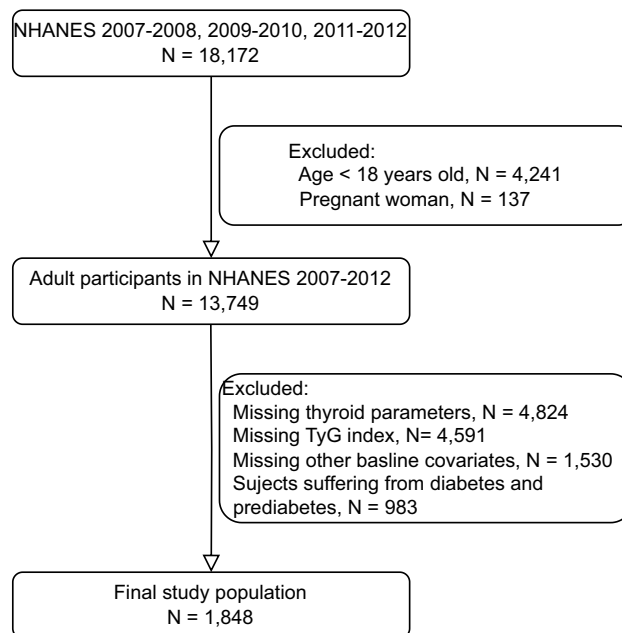 NHANES 2007-2008, 2009-2010, 2011-2012
N = 18,172
Excluded:
Age < 18 years old, N = 4,241
Pregnant woman, N = 137
Adult participants in NHANES 2007-2012
N = 13,749
Excluded:
Missing thyroid parameters, N = 4,824
Missing TyG index, N= 4,591
Missing other basline covariates, N = 1,530
Sujects suffering from diabetes and
prediabetes, N = 983
Final study population
N = 1,848